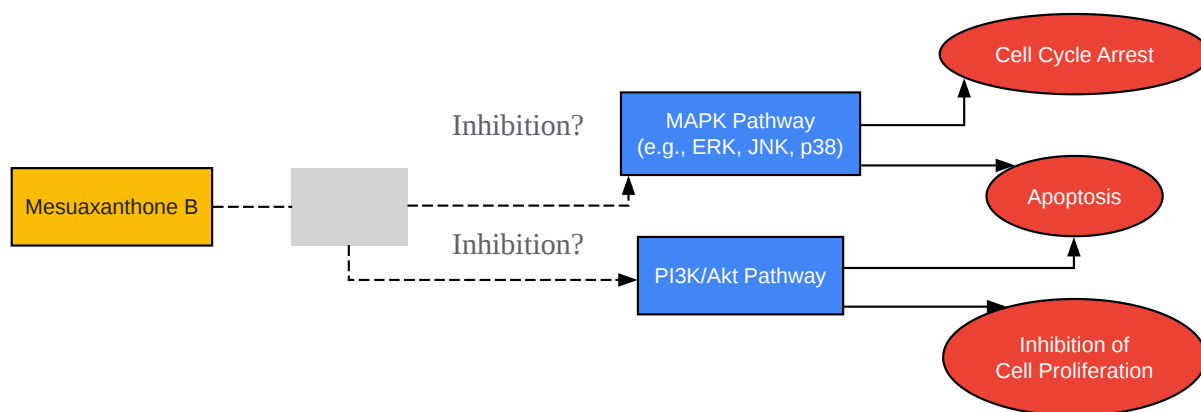 Cell Cycle Arrest
Inhibition?
MAPK Pathway
(e.g., ERK, JNK, p38)
Mesuaxanthone B
Apoptosis
Inhibition?
PI3K/Akt Pathway
Inhibition of
Cell Proliferation